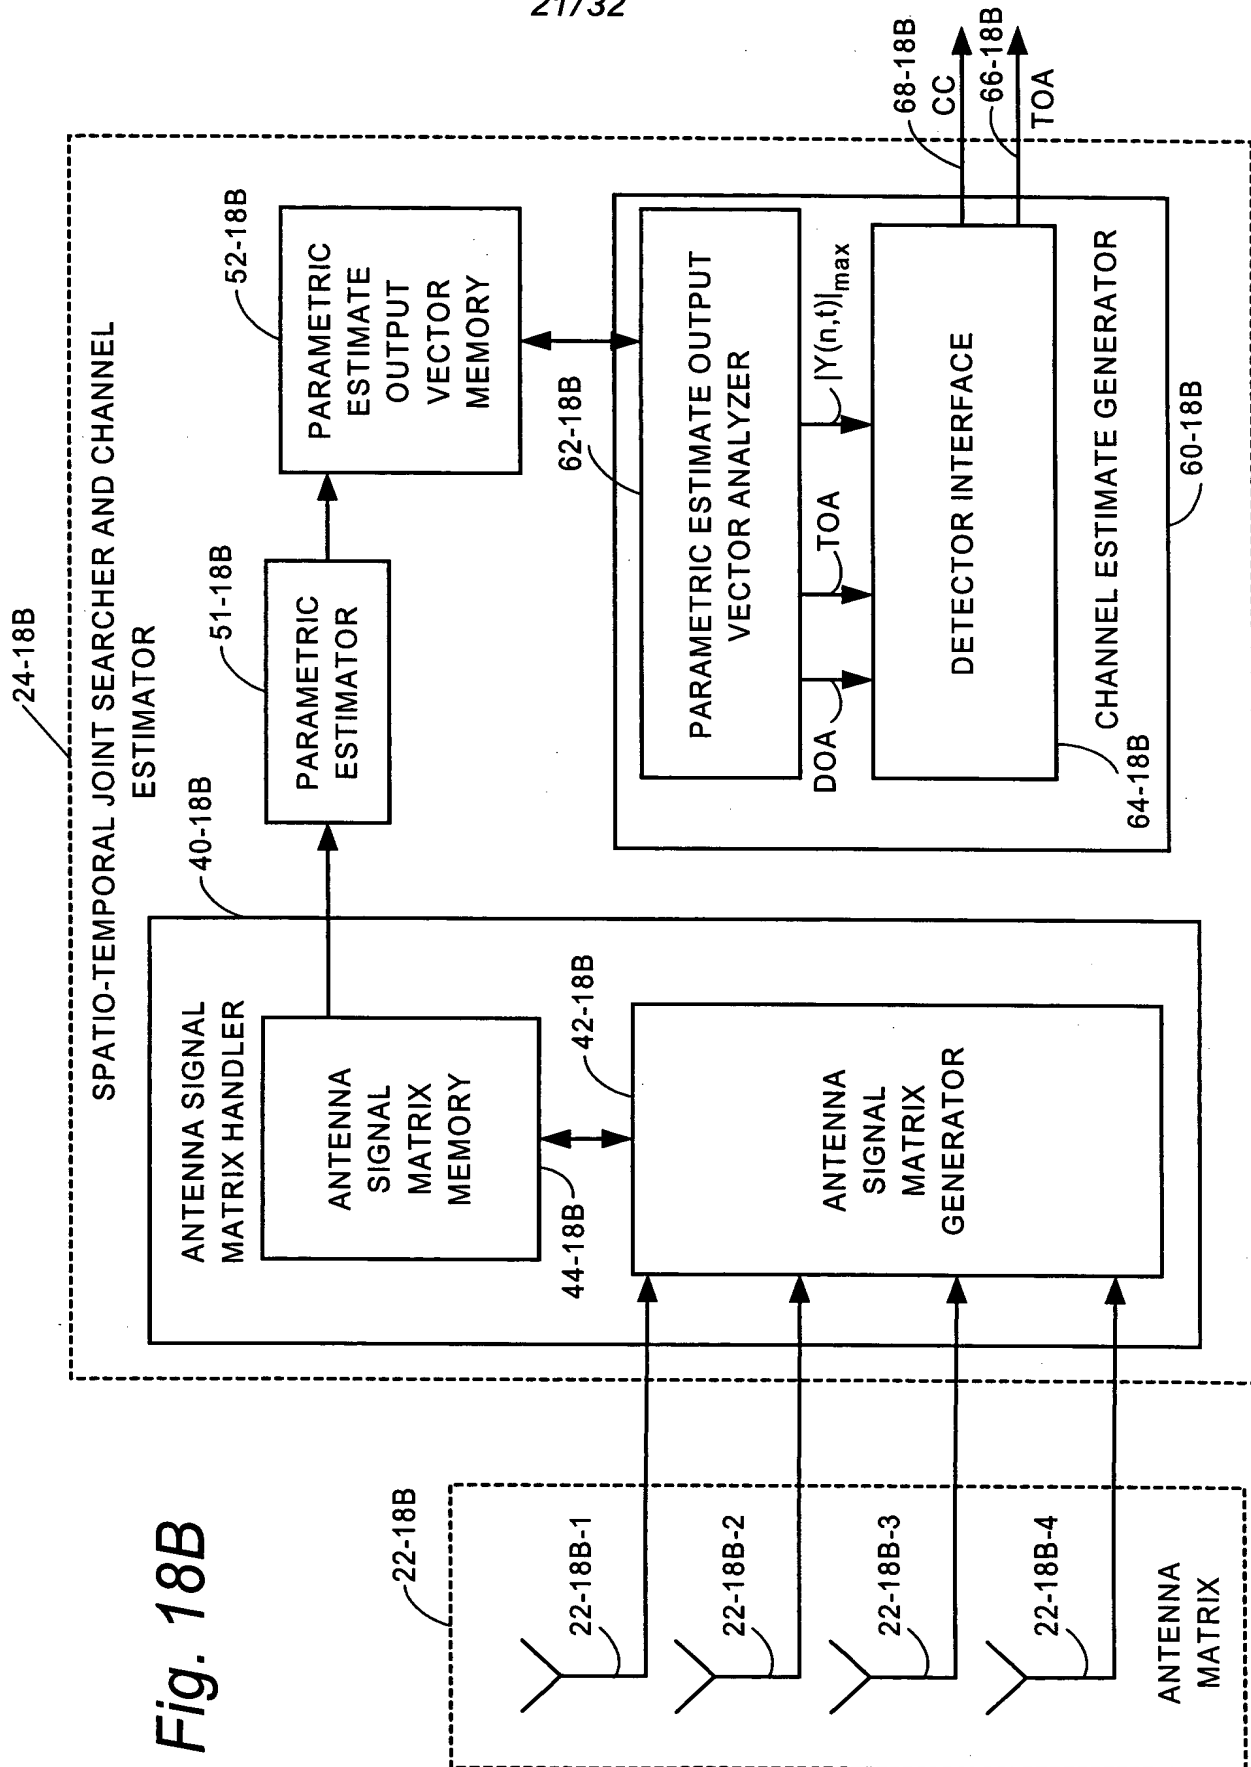 21/32
Fig. 18B
24-18B
SPATIO-TEMPORAL JOINT SEARCHER AND CHANNEL
ESTIMATOR
22-18B
22-18B-1
22-18B-2
22-18B-3
22-18B-4
ANTENNA
MATRIX
40-18B
ANTENNA SIGNAL
MATRIX HANDLER
ANTENNA
SIGNAL
MATRIX
MEMORY
44-18B
42-18B
ANTENNA
SIGNAL
MATRIX
GENERATOR
51-18B
PARAMETRIC
ESTIMATOR
52-18B
PARAMETRIC
ESTIMATE
OUTPUT
VECTOR
MEMORY
62-18B
PARAMETRIC ESTIMATE OUTPUT
VECTOR ANALYZER
DOA
TOA
|Y(n,t)|max
DETECTOR INTERFACE
64-18B
CHANNEL ESTIMATE GENERATOR
60-18B
68-18B
CC
66-18B
TOA